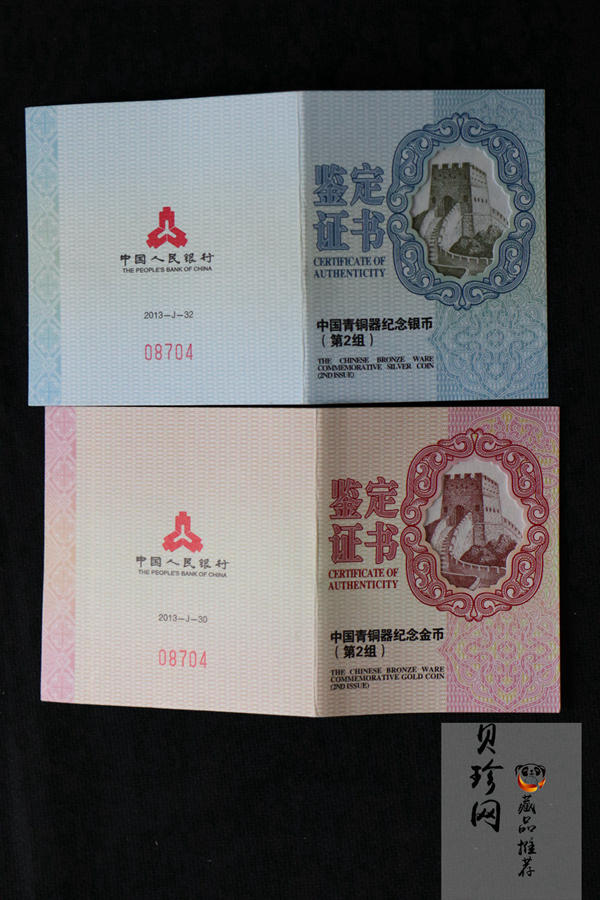 中国人民银行
THE PEOPLE'S BANK OF CHINA
2013-J-32
08704
鉴定
证书
CERTIFICATE OF
AUTHENTICITY
中国青铜器纪念银币
（第2组）
THE CHINESE BRONZE WARE
COMMEMORATIVE SILVER COIN
(2ND ISSUE)
中国人民银行
THE PEOPLE'S BANK OF CHINA
2013-J-30
08704
鉴定
证书
CERTIFICATE OF
AUTHENTICITY
中国青铜器纪念金币
（第2组）
THE CHINESE BRONZE WARE
COMMEMORATIVE GOLD COIN
(2ND ISSUE)
贝珍网
藏品推荐